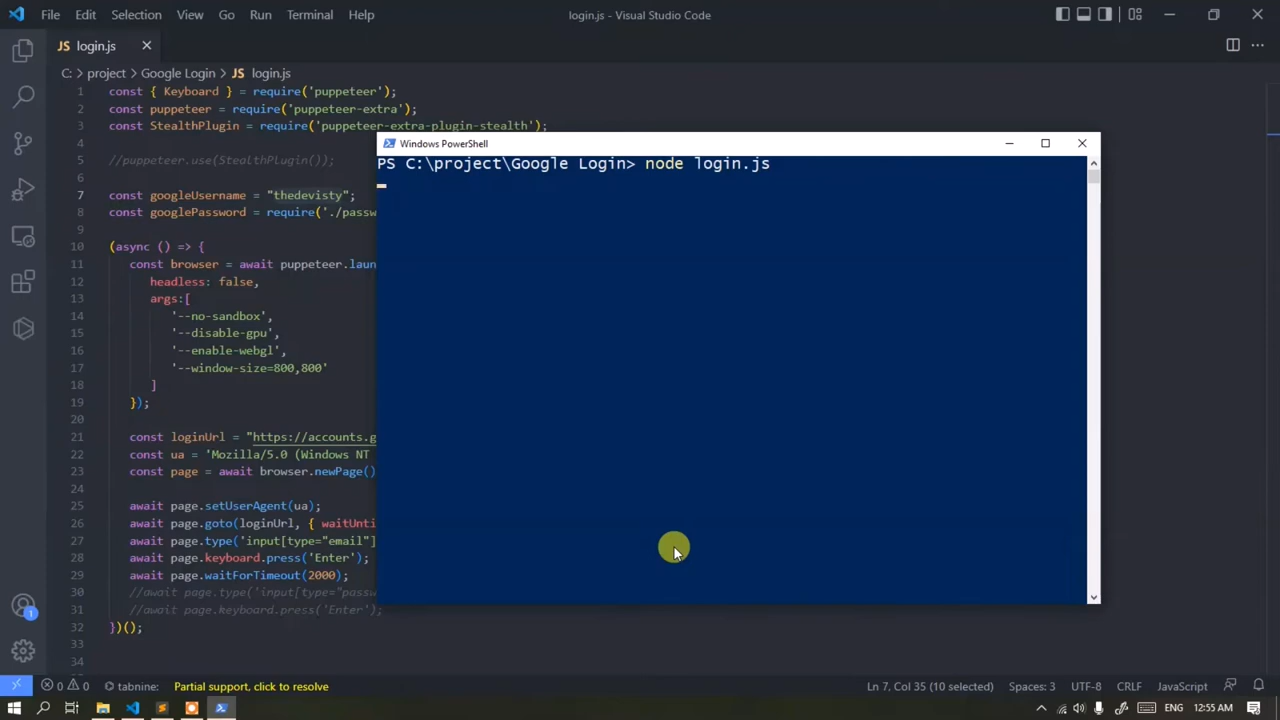 File Edit Selection View Go Run Terminal Help
login.js - Visual Studio Code
JS login.js
C: > project > Google Login > JS login.js
1 const { Keyboard } = require('puppeteer');
2 const puppeteer = require('puppeteer-extra');
3 const StealthPlugin = require('puppeteer-extra-plugin-stealth');
4
5 //puppeteer.use(StealthPlugin());
6
7 const googleUsername = "thedevisty";
8 const googlePassword = require('./passw
9
10 (async () => {
11 const browser = await puppeteer.laun
12 headless: false,
13 args:[
14 '--no-sandbox',
15 '--disable-gpu',
16 '--enable-webgl',
17 '--window-size=800,800'
18 ]
19 });
20
21 const loginUrl = "https://accounts.g
22 const ua = 'Mozilla/5.0 (Windows NT
23 const page = await browser.newPage()
24
25 await page.setUserAgent(ua);
26 await page.goto(loginUrl, { waitUnti
27 await page.type('input[type="email"]
28 await page.keyboard.press('Enter');
29 await page.waitForTimeout(2000);
30 //await page.type('input[type="passw
31 //await page.keyboard.press('Enter');
32 })();
33
34
Windows PowerShell
PS C:\project\Google Login> node login.js
1
0 0 tabnine: Partial support, click to resolve
Ln 7, Col 35 (10 selected) Spaces: 3 UTF-8 CRLF JavaScript
ENG 12:55 AM